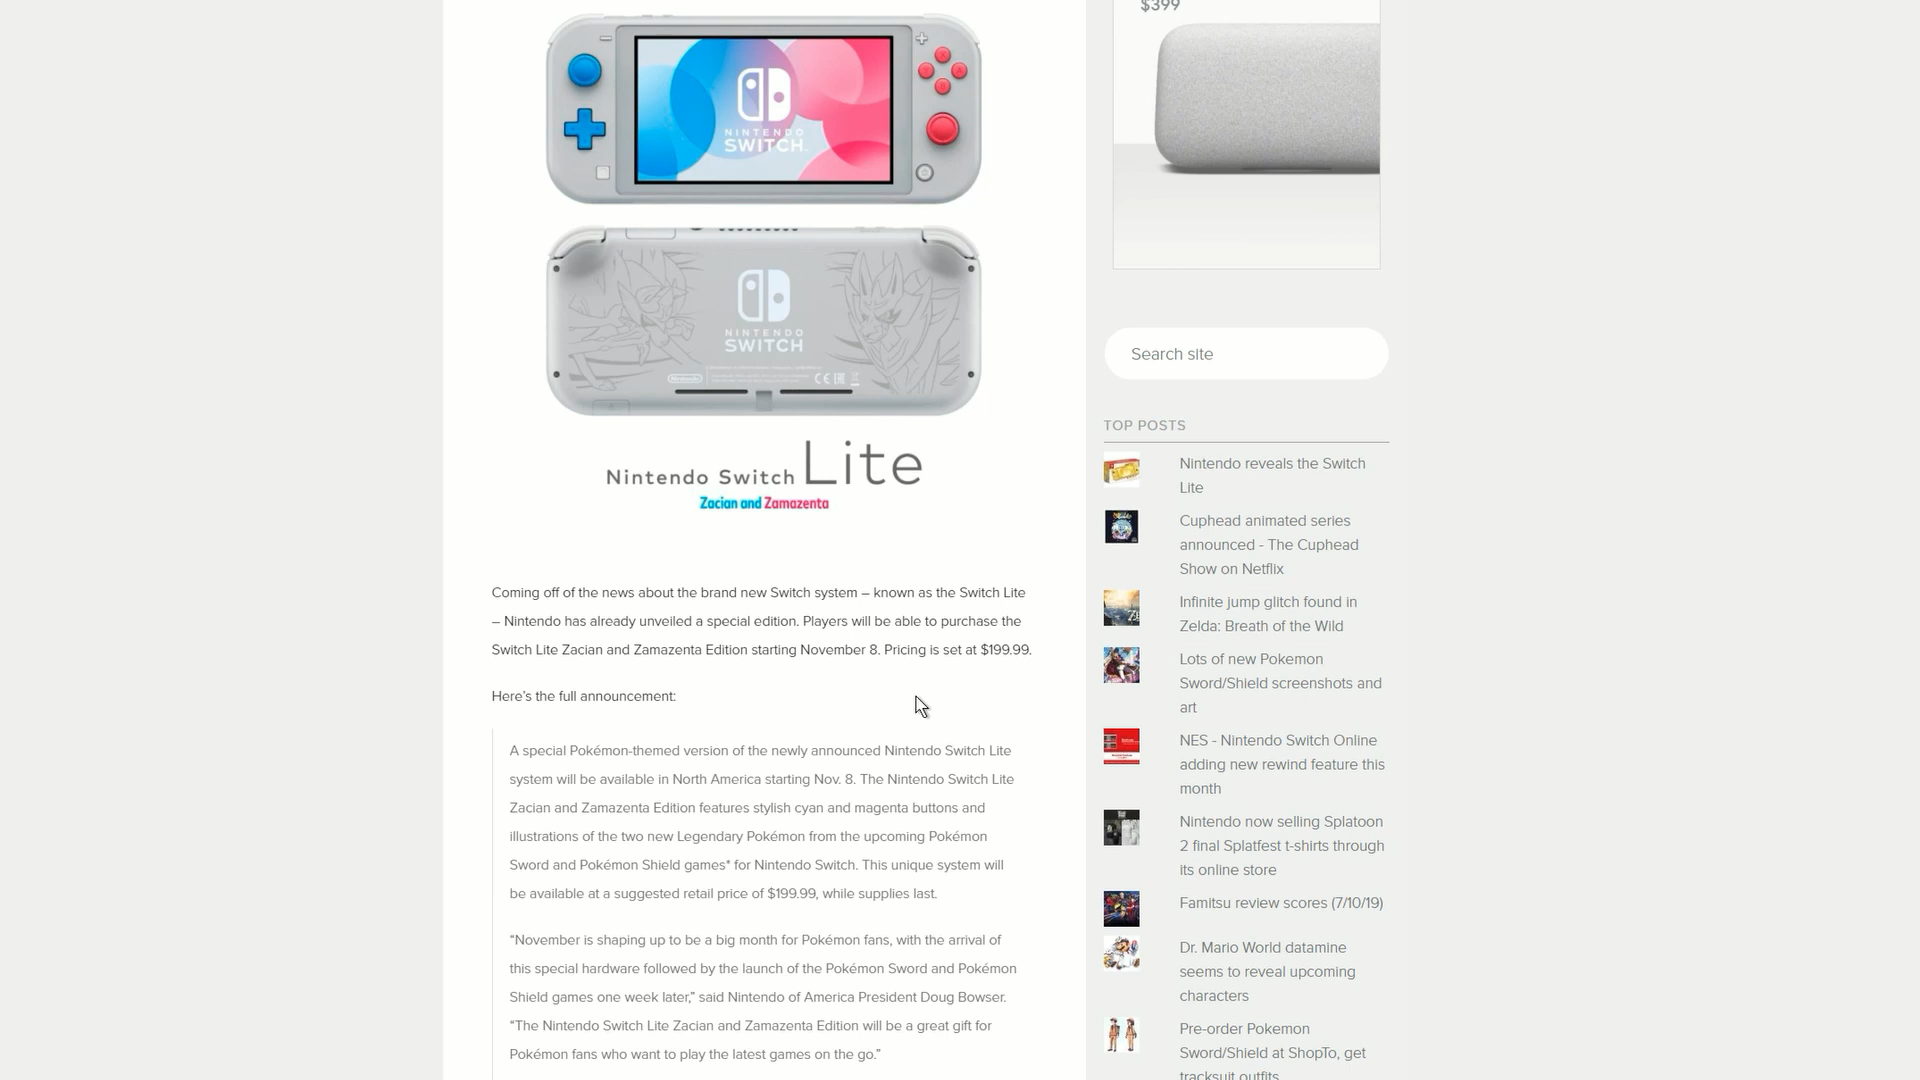 $399
NINTENDO
SWITCH
NINTENDO
SWITCH
Nintendo
CE
Nintendo Switch Lite
Zacian and Zamazenta
Coming off of the news about the brand new Switch system – known as the Switch Lite
– Nintendo has already unveiled a special edition. Players will be able to purchase the
Switch Lite Zacian and Zamazenta Edition starting November 8. Pricing is set at $199.99.
Here’s the full announcement:
A special Pokémon-themed version of the newly announced Nintendo Switch Lite
system will be available in North America starting Nov. 8. The Nintendo Switch Lite
Zacian and Zamazenta Edition features stylish cyan and magenta buttons and
illustrations of the two new Legendary Pokémon from the upcoming Pokémon
Sword and Pokémon Shield games* for Nintendo Switch. This unique system will
be available at a suggested retail price of $199.99, while supplies last.
“November is shaping up to be a big month for Pokémon fans, with the arrival of
this special hardware followed by the launch of the Pokémon Sword and Pokémon
Shield games one week later,” said Nintendo of America President Doug Bowser.
“The Nintendo Switch Lite Zacian and Zamazenta Edition will be a great gift for
Pokémon fans who want to play the latest games on the go.”
Search site
TOP POSTS
Nintendo reveals the Switch
Lite
Cuphead animated series
announced - The Cuphead
Show on Netflix
Infinite jump glitch found in
Zelda: Breath of the Wild
Lots of new Pokemon
Sword/Shield screenshots and
art
NES - Nintendo Switch Online
adding new rewind feature this
month
Nintendo now selling Splatoon
2 final Splatfest t-shirts through
its online store
Famitsu review scores (7/10/19)
Dr. Mario World datamine
seems to reveal upcoming
characters
Pre-order Pokemon
Sword/Shield at ShopTo, get
tracksuit outfits